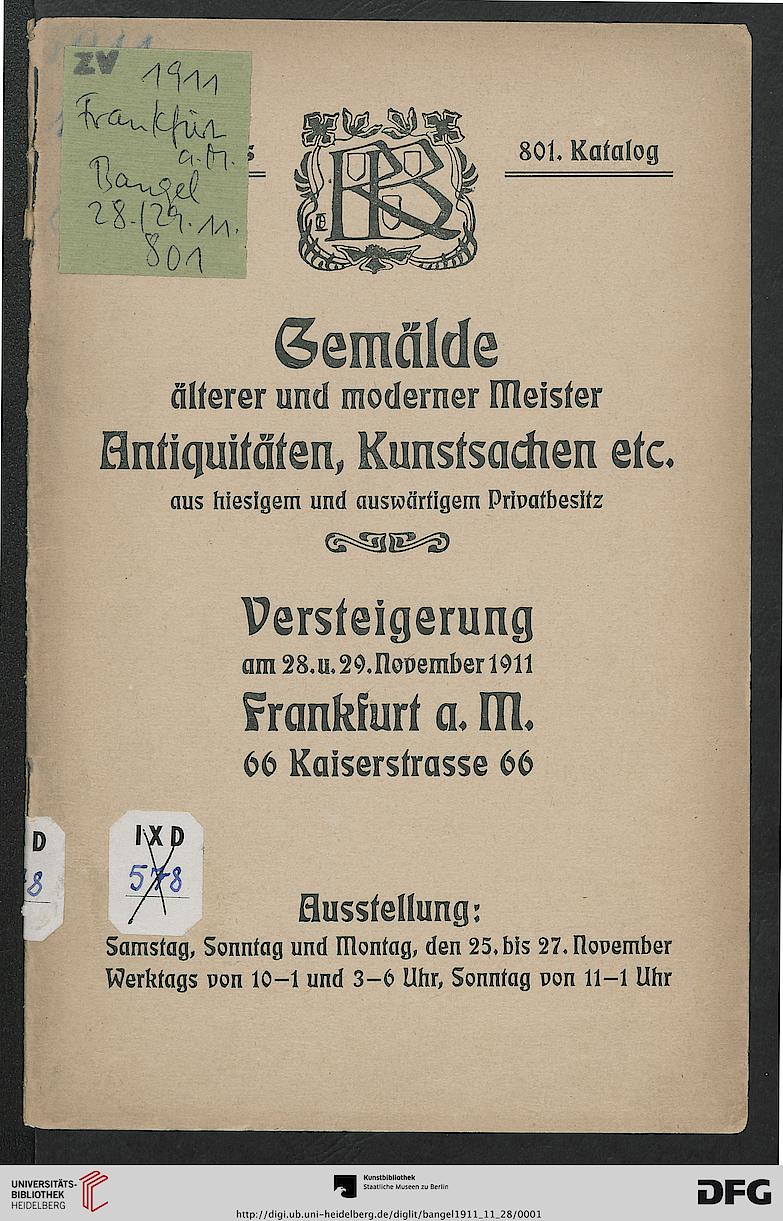 ZV 1911
Frankfurt
a.M.
Bangel
28./29.11.
801
801. Katalog
RB
Gemälde
älterer und moderner Meister
Antiquitäten, Kunstsachen etc.
aus hiesigem und auswärtigem Privatbesitz
Versteigerung
am 28.u.29.November 1911
Frankfurt a. M.
66 Kaiserstrasse 66
D
8
IXD
578
Ausstellung:
Samstag, Sonntag und Montag, den 25.bis 27.November
Werktags von 10–1 und 3–6 Uhr, Sonntag von 11–1 Uhr
UNIVERSITÄTS-
BIBLIOTHEK
HEIDELBERG
Kunstbibliothek
Staatliche Museen zu Berlin
DFG
http://digi.ub.uni-heidelberg.de/diglit/bangel1911_11_28/0001